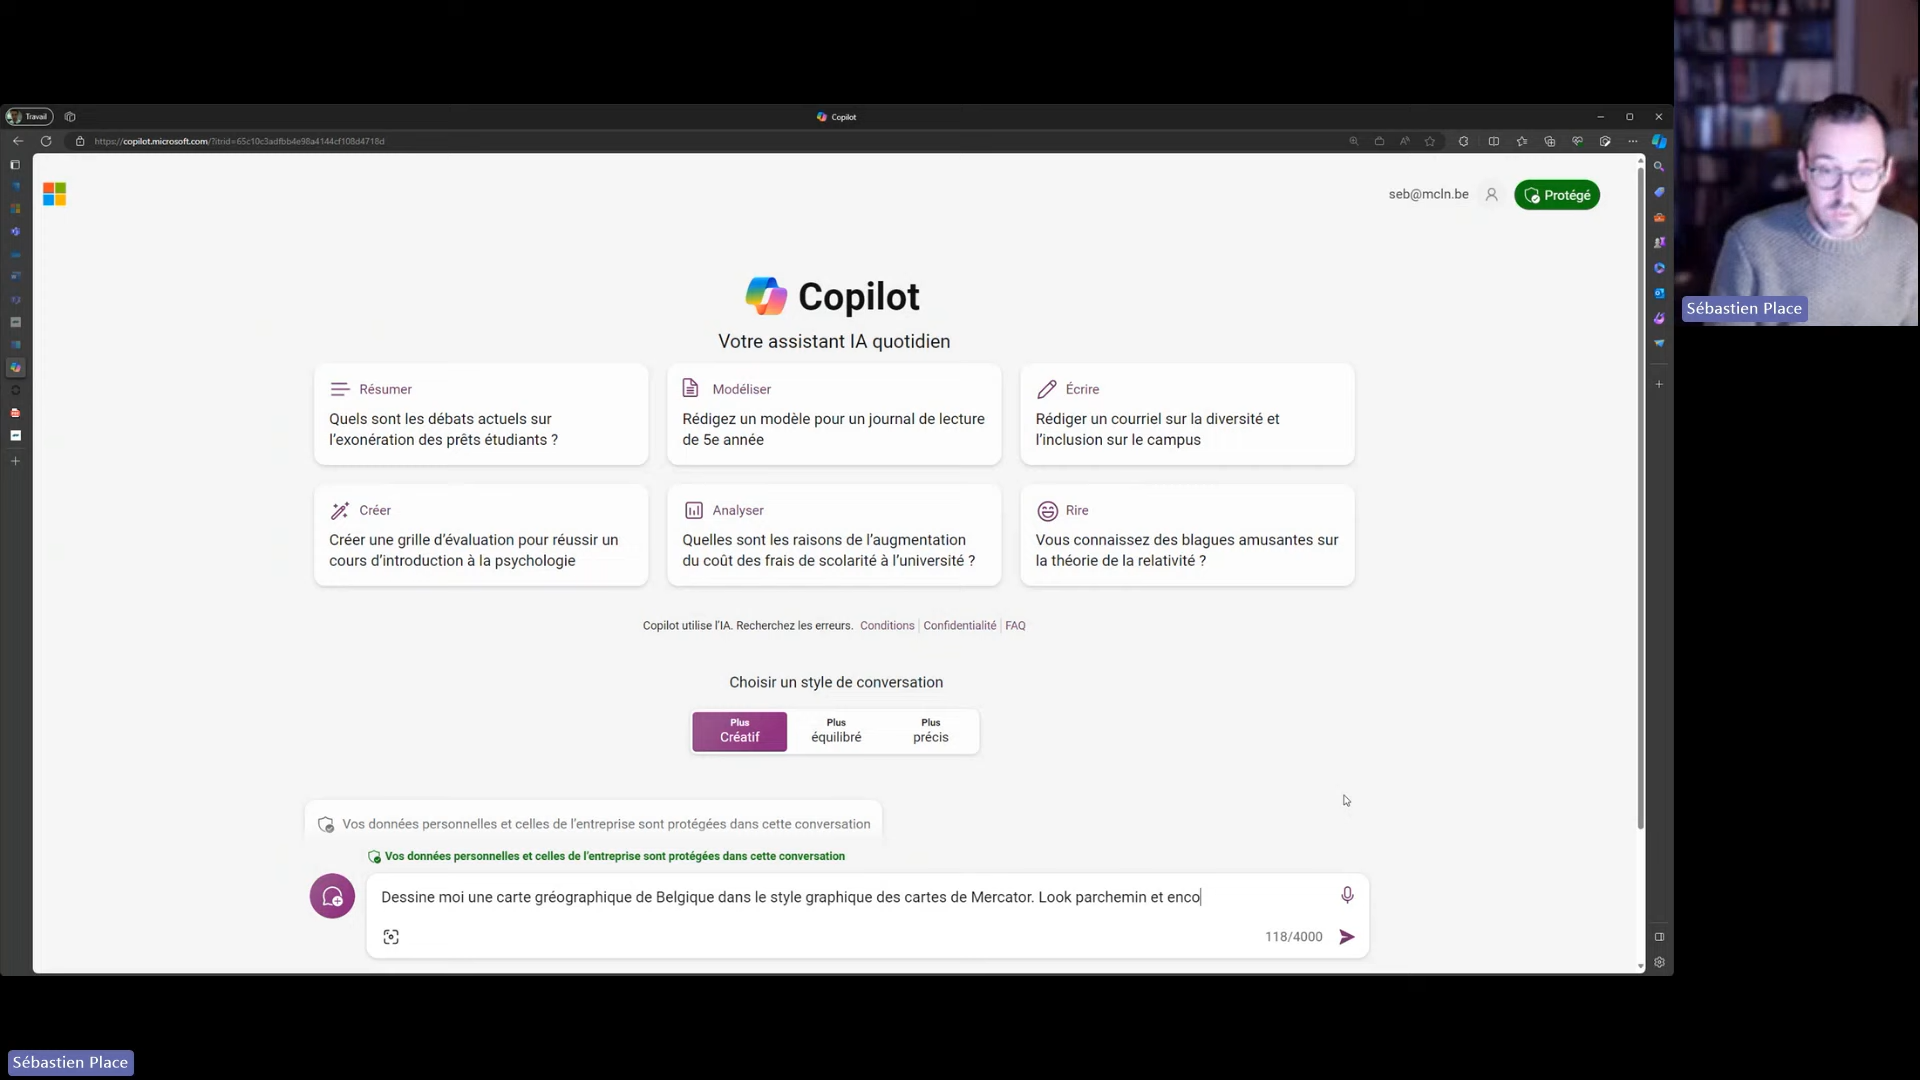 Travail
Copilot
https://copilot.microsoft.com/?itrid=65c10c3adfbb4e98a4144cf108d4718d
seb@mcln.be
Protégé
Sébastien Place
Copilot
Votre assistant IA quotidien
Résumer
Quels sont les débats actuels sur
l'exonération des prêts étudiants ?
Modéliser
Rédigez un modèle pour un journal de lecture
de 5e année
Écrire
Rédiger un courriel sur la diversité et
l'inclusion sur le campus
Créer
Créer une grille d'évaluation pour réussir un
cours d'introduction à la psychologie
Analyser
Quelles sont les raisons de l'augmentation
du coût des frais de scolarité à l'université ?
Rire
Vous connaissez des blagues amusantes sur
la théorie de la relativité ?
Copilot utilise l'IA. Recherchez les erreurs. Conditions Confidentialité FAQ
Choisir un style de conversation
Plus
Créatif
Plus
équilibré
Plus
précis
Vos données personnelles et celles de l'entreprise sont protégées dans cette conversation
Vos données personnelles et celles de l'entreprise sont protégées dans cette conversation
Dessine moi une carte gréographique de Belgique dans le style graphique des cartes de Mercator. Look parchemin et enco
118/4000
Sébastien Place